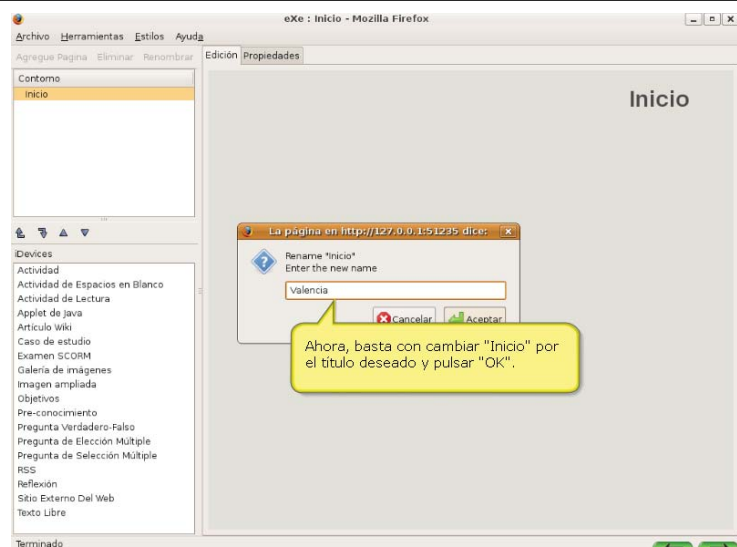 eXe : Inicio - Mozilla Firefox
Archivo Herramientas Estilos Ayuda
Agregue Pagina Eliminar Renombrar
Edición Propiedades
Contorno
Inicio
Inicio
La página en http://127.0.0.1:51235 dice:
Rename "Inicio"
Enter the new name
Valencia
Cancelar Aceptar
Ahora, basta con cambiar "Inicio" por
el título deseado y pulsar "OK".
iDevices
Actividad
Actividad de Espacios en Blanco
Actividad de Lectura
Applet de Java
Artículo Wiki
Caso de estudio
Examen SCORM
Galería de imágenes
Imagen ampliada
Objetivos
Pre-conocimiento
Pregunta Verdadero-Falso
Pregunta de Elección Múltiple
Pregunta de Selección Múltiple
RSS
Reflexión
Sitio Externo Del Web
Texto Libre
Terminado